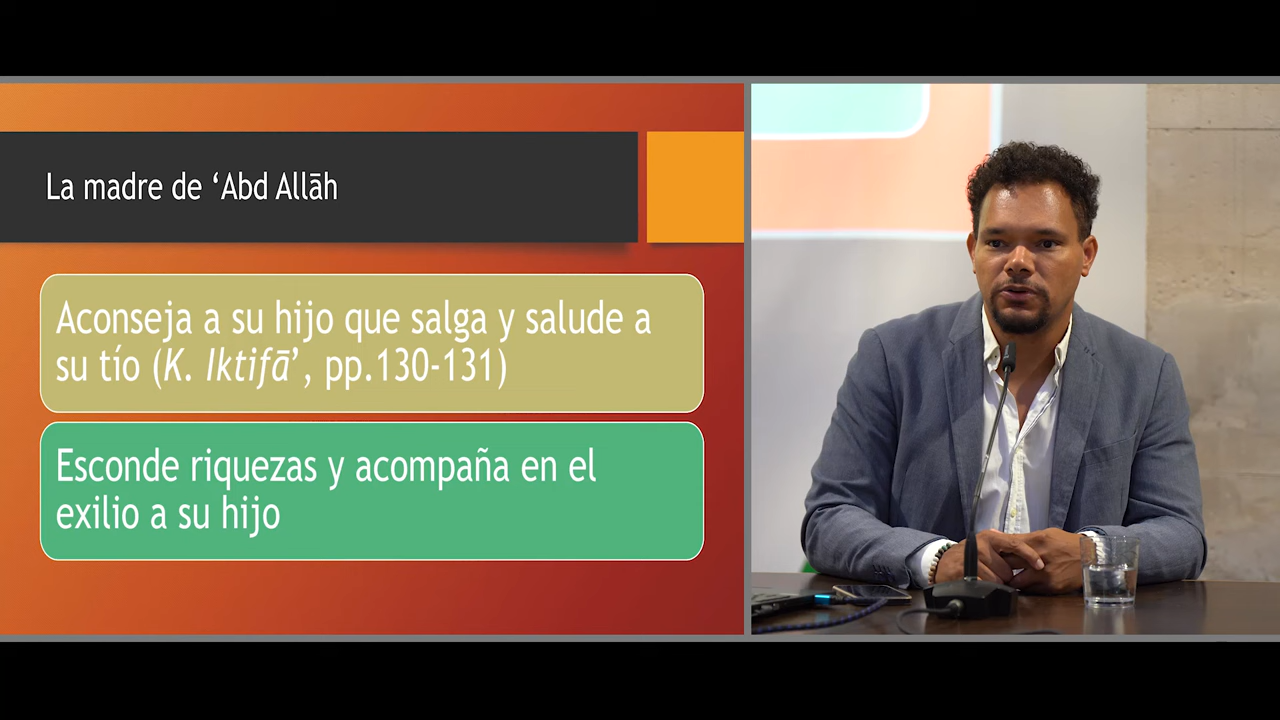 La madre de ‘Abd Allāh
Aconseja a su hijo que salga y salude a
su tío (K. Iktifā’, pp.130-131)
Esconde riquezas y acompaña en el
exilio a su hijo